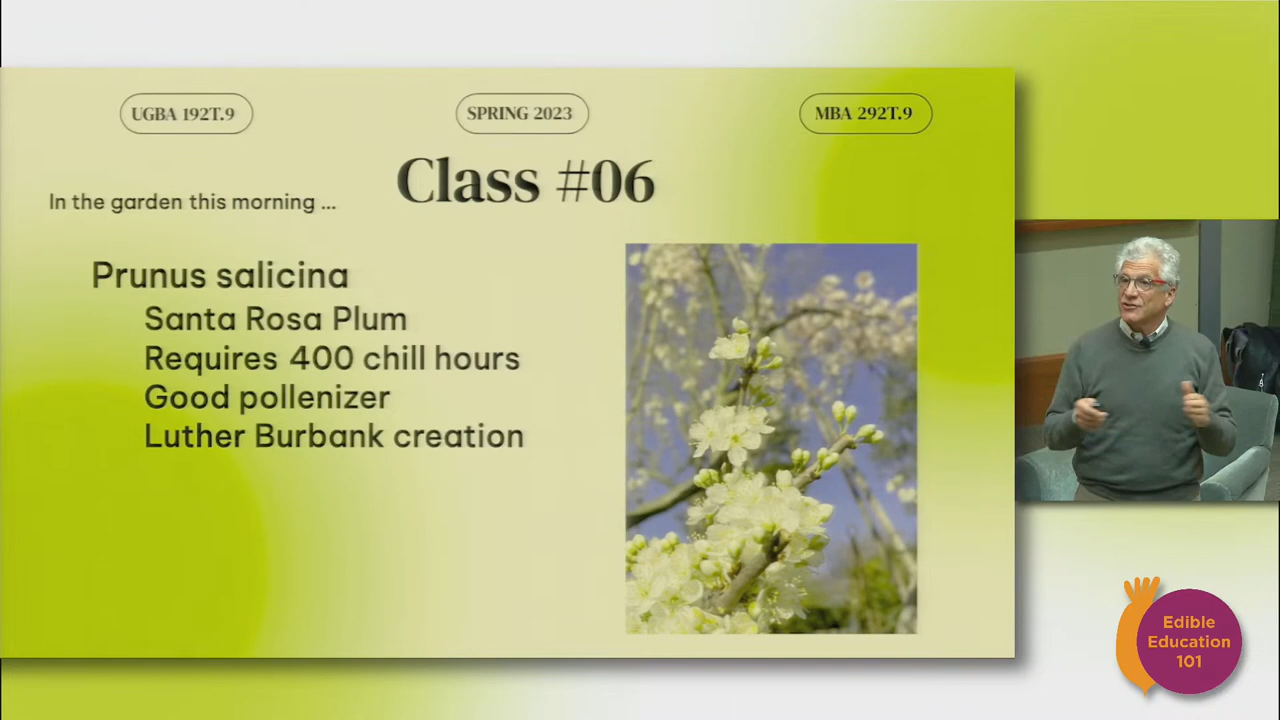 UGBA 192T.9
SPRING 2023
MBA 292T.9
Class #06
In the garden this morning ...
Prunus salicina
Santa Rosa Plum
Requires 400 chill hours
Good pollenizer
Luther Burbank creation
Edible
Education
101